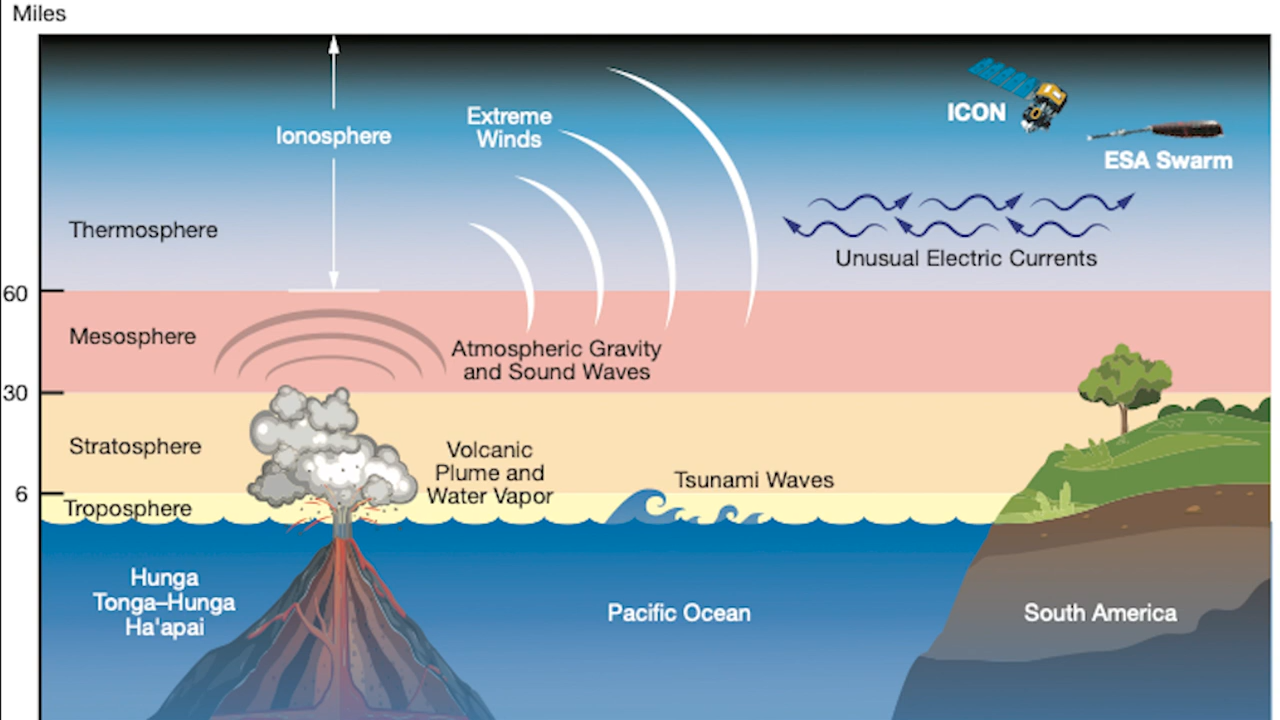 Miles
Ionosphere
Extreme
Winds
ICON
ESA Swarm
Thermosphere
Unusual Electric Currents
60
Mesosphere
Atmospheric Gravity
and Sound Waves
30
Stratosphere
Volcanic
Plume and
Water Vapor
Tsunami Waves
6
Troposphere
Hunga
Tonga–Hunga
Ha'apai
Pacific Ocean
South America